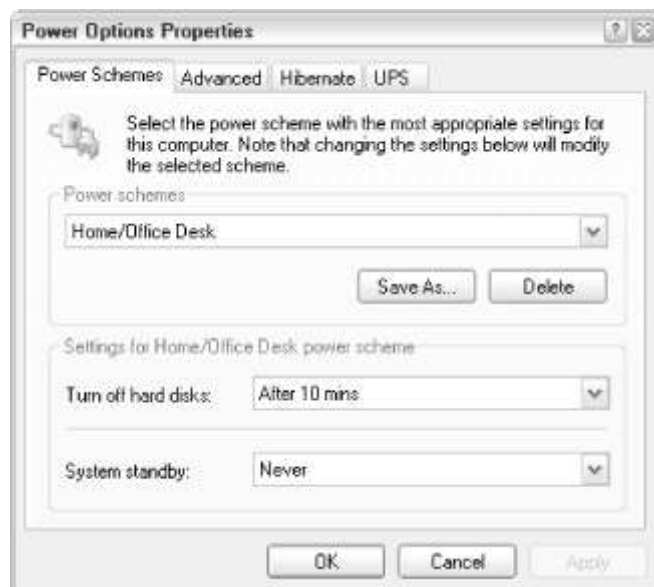 Power Options Properties
Power Schemes Advanced Hibernate UPS
Select the power scheme with the most appropriate settings for
this computer. Note that changing the settings below will modify
the selected scheme.
Power schemes
Home/Office Desk
Save As... Delete
Settings for Home/Office Desk power scheme
Turn off hard disks: After 10 mins
System standby: Never
OK Cancel Apply